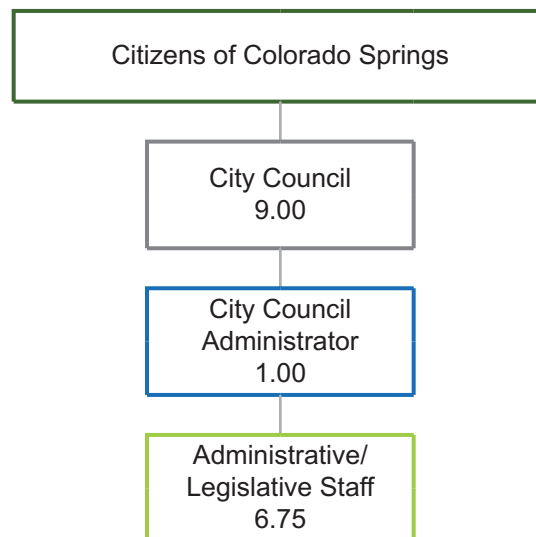 Citizens of Colorado Springs
City Council
9.00
City Council
Administrator
1.00
Administrative/
Legislative Staff
6.75